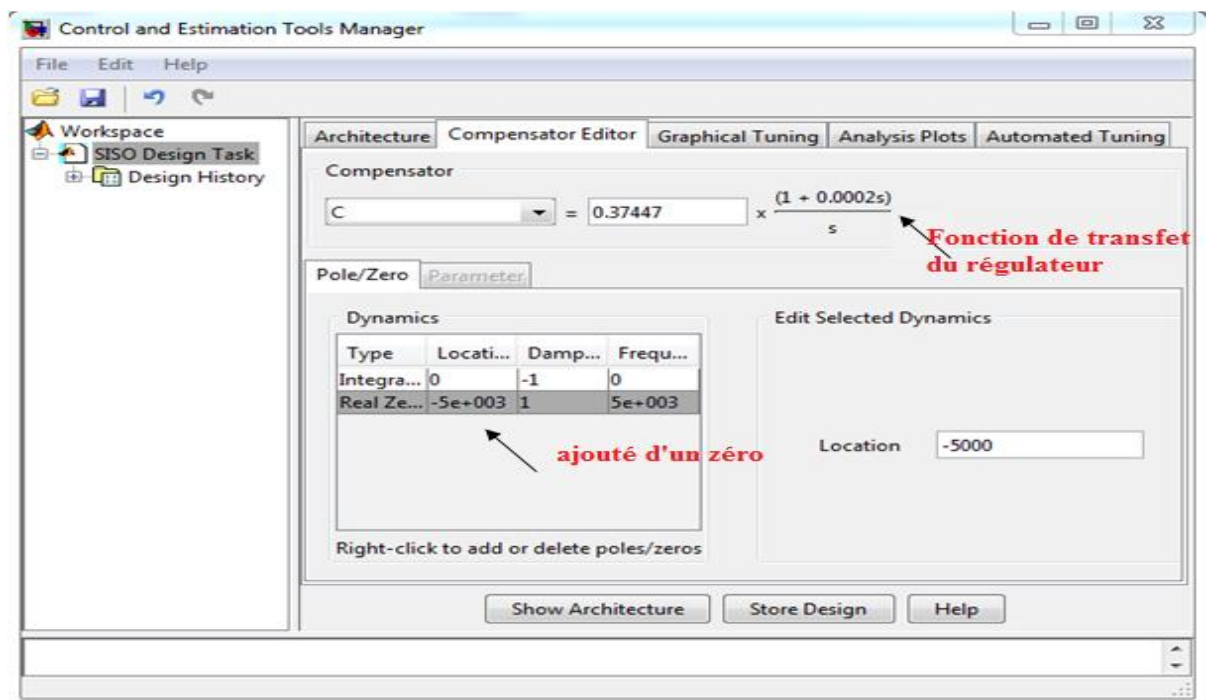 Control and Estimation Tools Manager
File Edit Help
Workspace
SISO Design Task
Design History
Architecture Compensator Editor Graphical Tuning Analysis Plots Automated Tuning
Compensator
C = 0.37447 x (1 + 0.0002s)
s
Fonction de transfet
du régulateur
Pole/Zero Parameter
Dynamics
Edit Selected Dynamics
Type Locati... Damp... Frequ...
Integra... 0 -1 0
Real Ze... -5e+003 1 5e+003
ajouté d'un zéro
Location -5000
Right-click to add or delete poles/zeros
Show Architecture Store Design Help